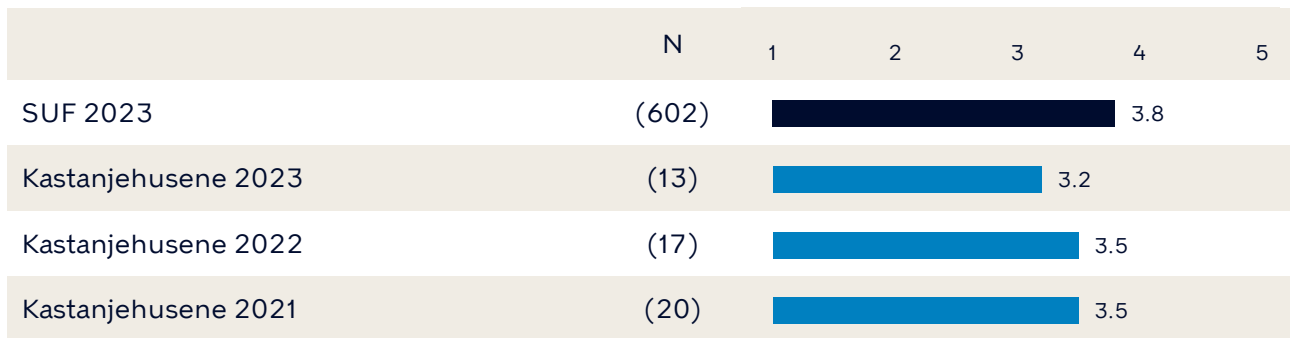 N 1 2 3 4 5
SUF 2023 (602) 3.8
Kastanjehusene 2023 (13) 3.2
Kastanjehusene 2022 (17) 3.5
Kastanjehusene 2021 (20) 3.5